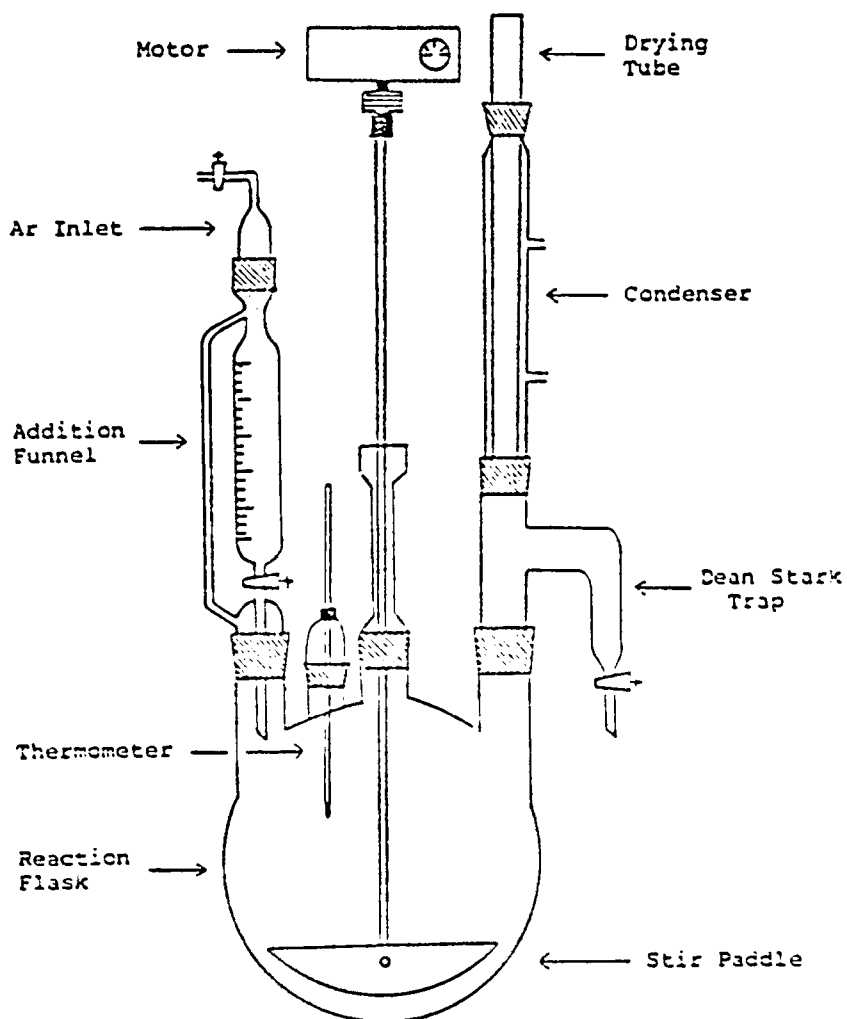 Motor
Drying
Tube
Ar Inlet
Condenser
Addition
Funnel
Dean Stark
Trap
Thermometer
Reaction
Flask
Stir Paddle